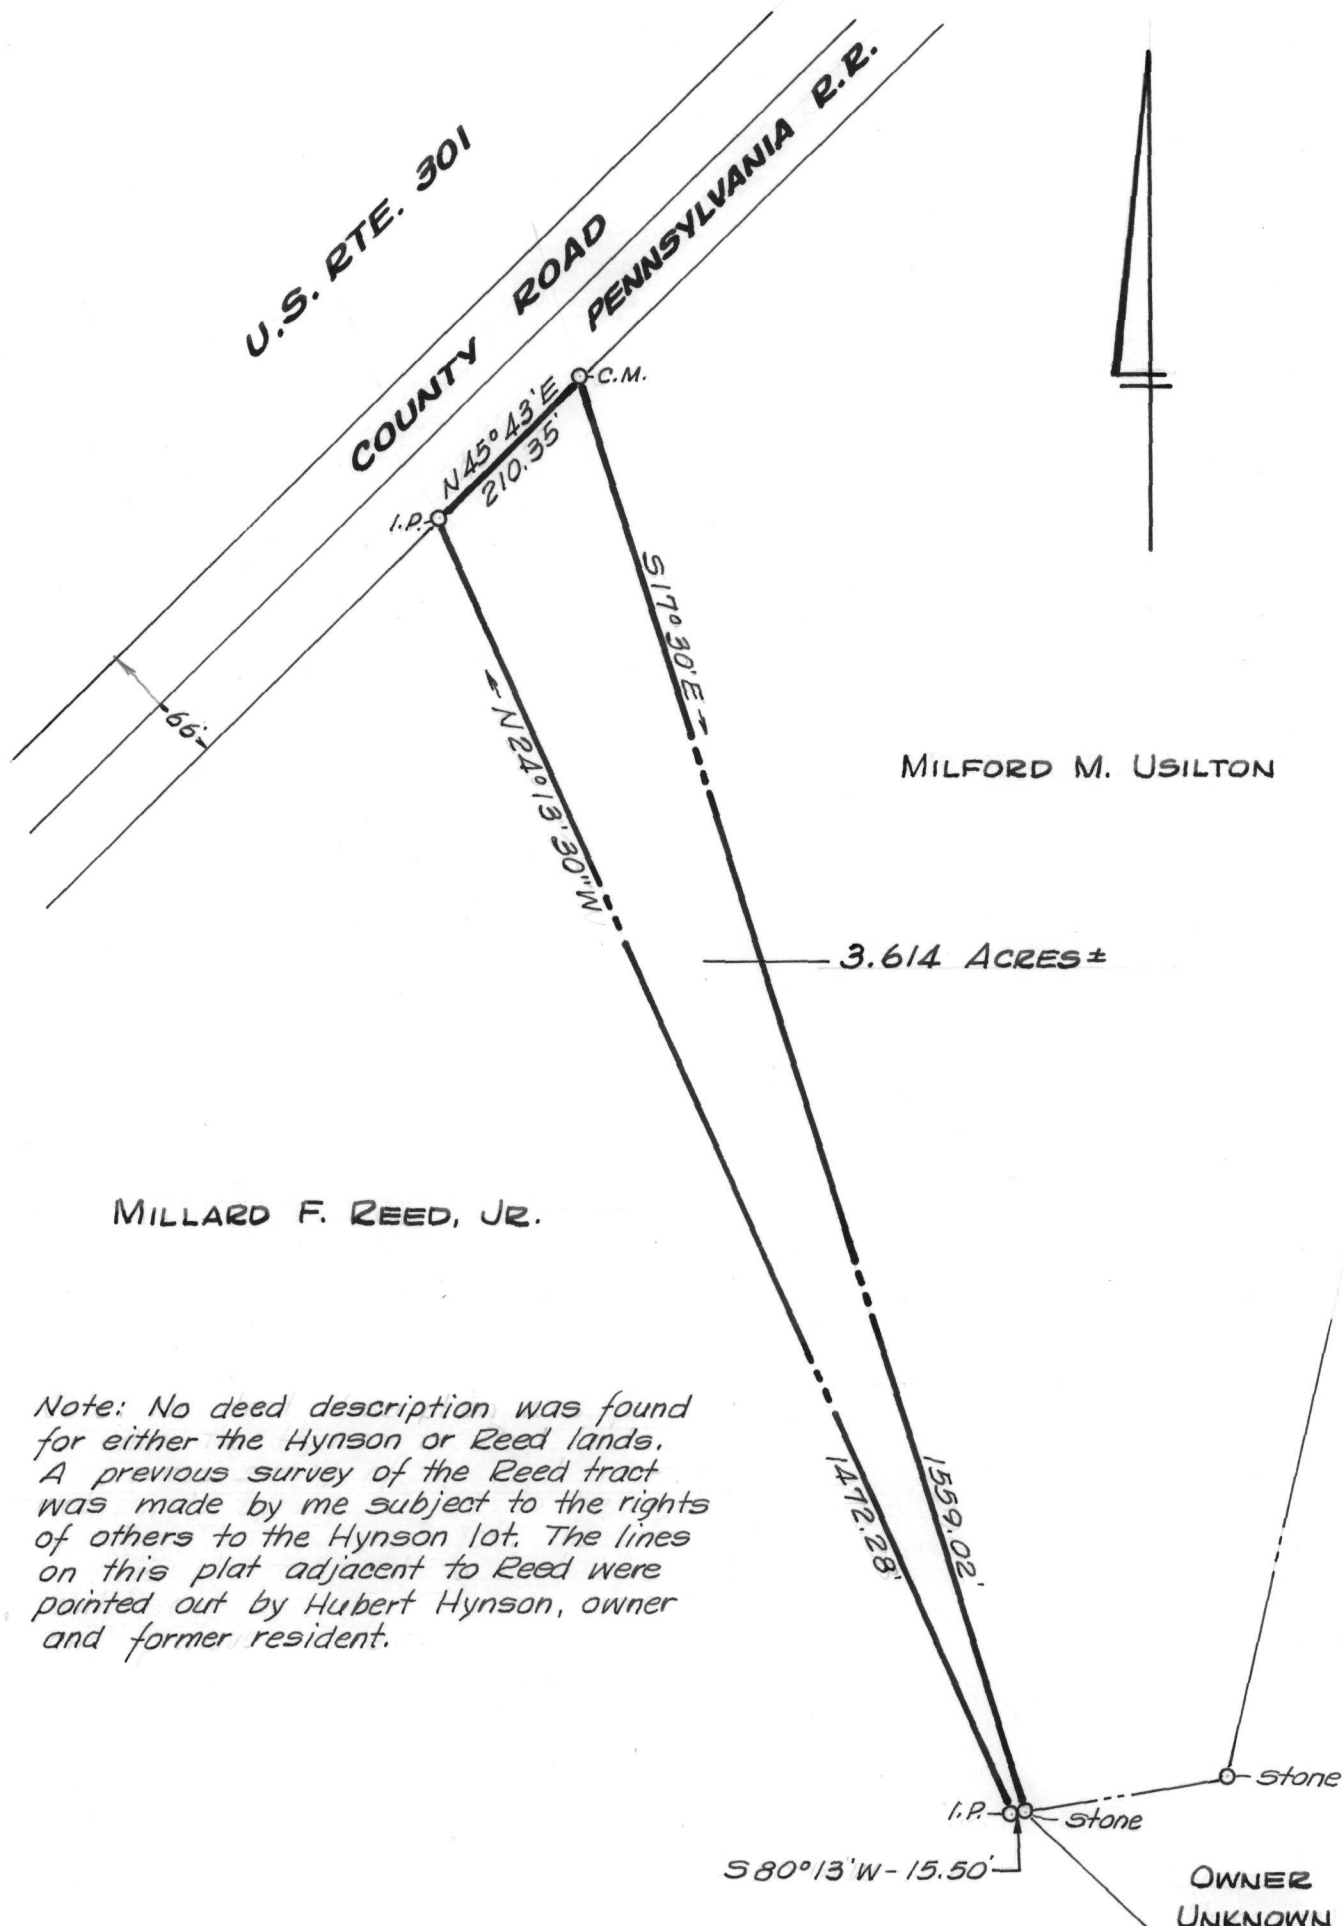 U.S. RTE. 301
COUNTY ROAD
PENNSYLVANIA R.R.
C.M.
N45°43'E
210.35'
I.P.
S17°30'E
66'
N24°13'30"W
MILFORD M. USILTON
3.614 ACRES±
MILLARD F. REED, JR.
Note: No deed description was found
for either the Hynson or Reed lands.
A previous survey of the Reed tract
was made by me subject to the rights
of others to the Hynson lot. The lines
on this plat adjacent to Reed were
pointed out by Hubert Hynson, owner
and former resident.
1472.28'
1559.02'
stone
I.P.
stone
S80°13'W-15.50'
OWNER
UNKNOWN